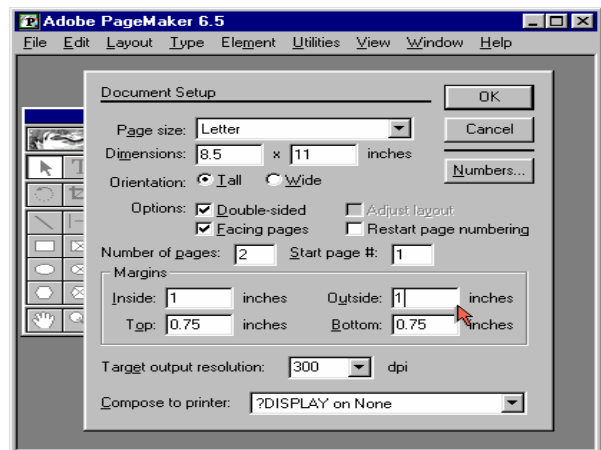 Adobe PageMaker 6.5
File Edit Layout Type Element Utilities View Window Help
Document Setup
OK
Page size: Letter
Cancel
Dimensions: 8.5 x 11 inches
Numbers...
Orientation: Tall Wide
Options: Double-sided Adjust layout
Facing pages Restart page numbering
Number of pages: 2 Start page #: 1
Margins
Inside: 1 inches Outside: 1 inches
Top: 0.75 inches Bottom: 0.75 inches
Target output resolution: 300 dpi
Compose to printer: ?DISPLAY on None
T